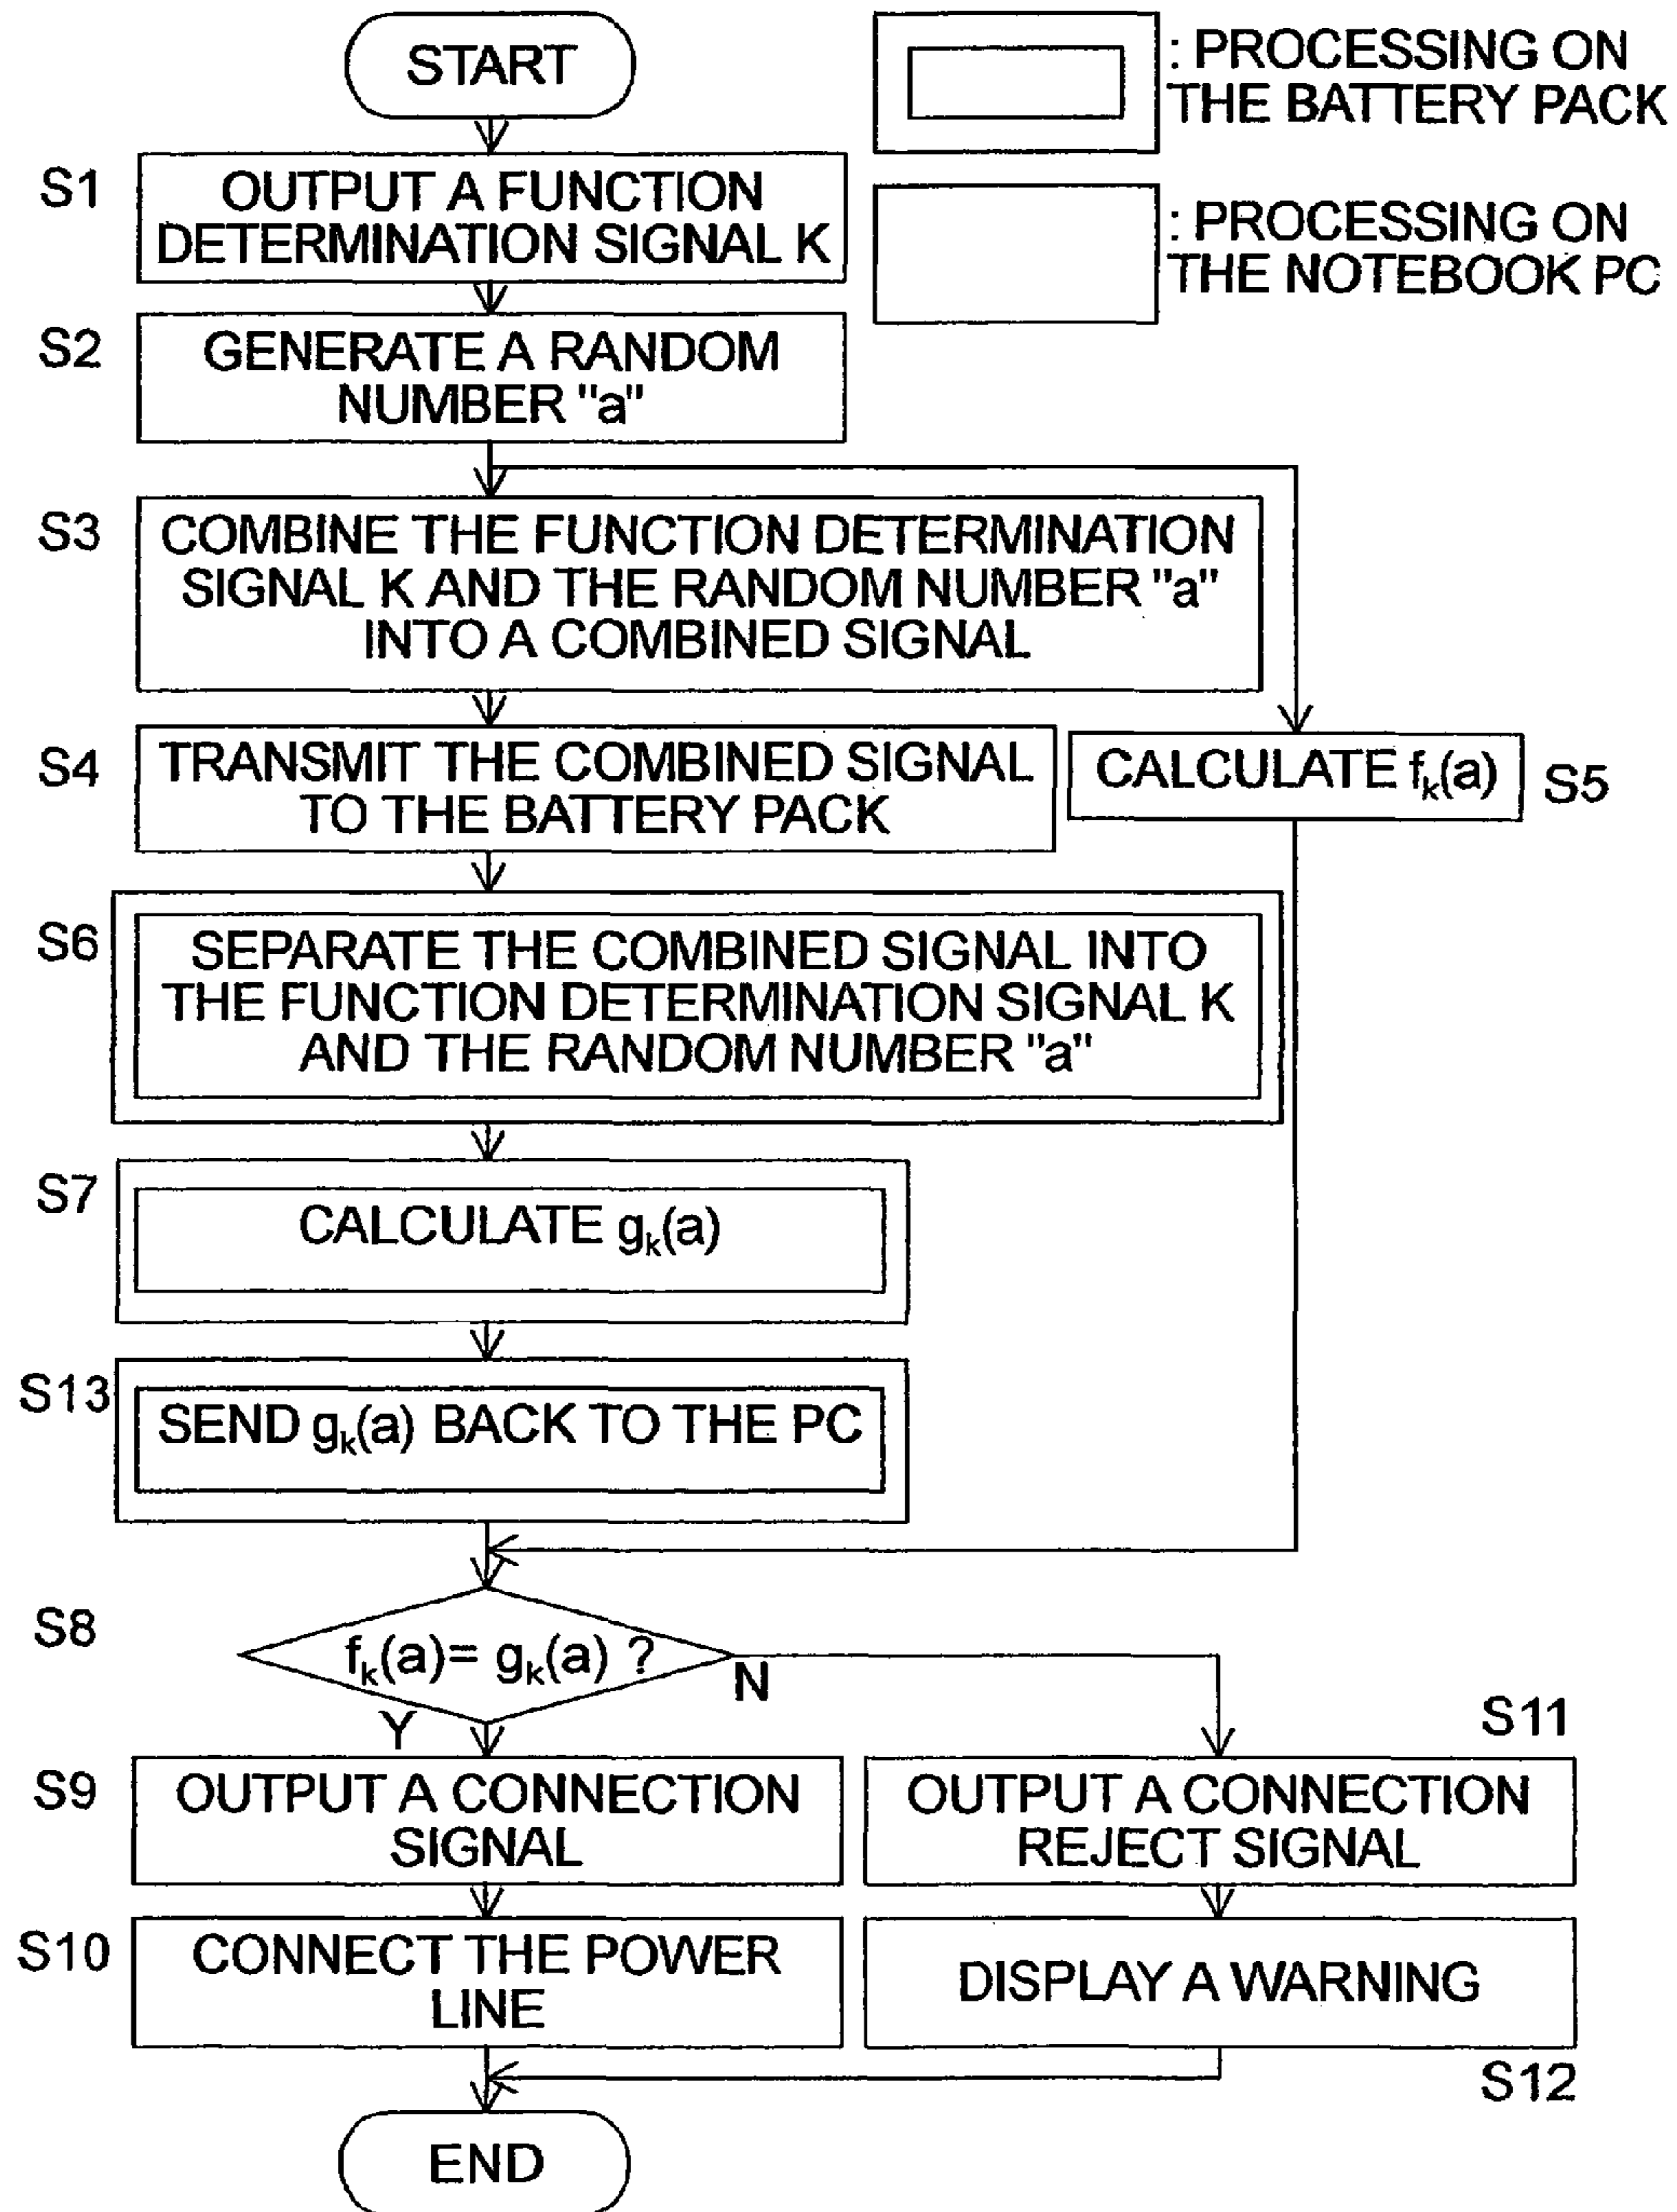 START
: PROCESSING ON
THE BATTERY PACK
: PROCESSING ON
THE NOTEBOOK PC
S1
OUTPUT A FUNCTION
DETERMINATION SIGNAL K
S2
GENERATE A RANDOM
NUMBER "a"
S3
COMBINE THE FUNCTION DETERMINATION
SIGNAL K AND THE RANDOM NUMBER "a"
INTO A COMBINED SIGNAL
S4
TRANSMIT THE COMBINED SIGNAL
TO THE BATTERY PACK
CALCULATE fk(a)
S5
S6
SEPARATE THE COMBINED SIGNAL INTO
THE FUNCTION DETERMINATION SIGNAL K
AND THE RANDOM NUMBER "a"
S7
CALCULATE gk(a)
S13
SEND gk(a) BACK TO THE PC
S8
fk(a)= gk(a) ?
N
Y
S11
S9
OUTPUT A CONNECTION
SIGNAL
OUTPUT A CONNECTION
REJECT SIGNAL
S10
CONNECT THE POWER
LINE
DISPLAY A WARNING
S12
END